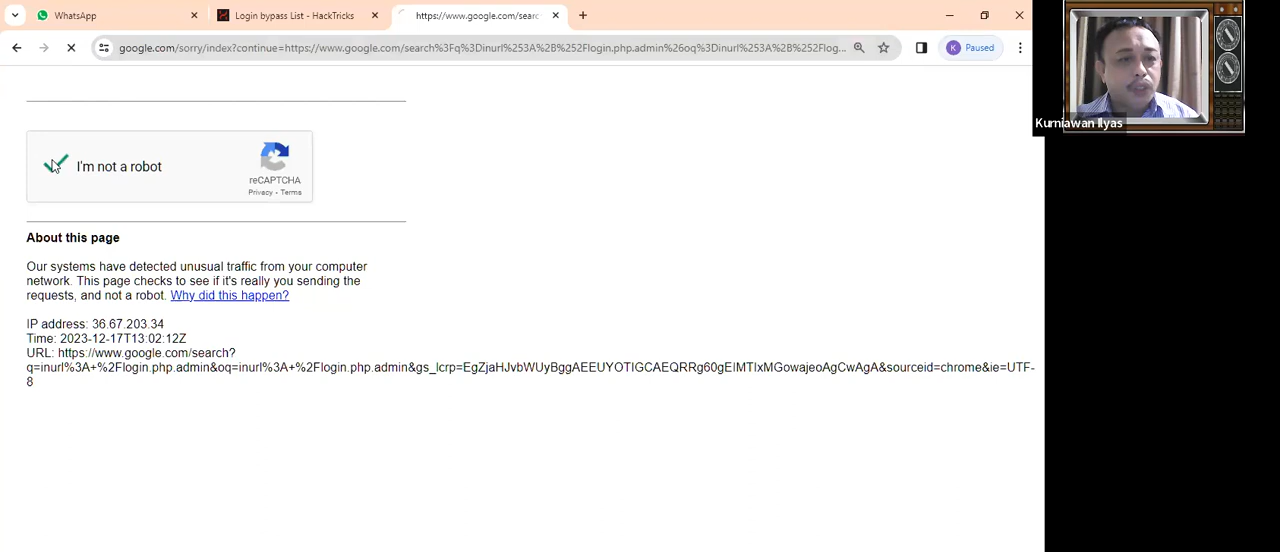 WhatsApp
Login bypass List - HackTricks
https://www.google.com/searc
google.com/sorry/index?continue=https://www.google.com/search%3Fq%3Dinurl%253A%2B%252Flogin.php.admin%26oq%3Dinurl%253A%2B%252Flog...
K Paused
Kurniawan Ilyas
I'm not a robot
reCAPTCHA
Privacy - Terms
About this page
Our systems have detected unusual traffic from your computer
network. This page checks to see if it's really you sending the
requests, and not a robot. Why did this happen?
IP address: 36.67.203.34
Time: 2023-12-17T13:02:12Z
URL: https://www.google.com/search?
q=inurl%3A+%2Flogin.php.admin&oq=inurl%3A+%2Flogin.php.admin&gs_lcrp=EgZjaHJvbWUyBggAEEUYOTIGCAEQRRg60gEIMTIxMGowajeoAgCwAgA&sourceid=chrome&ie=UTF-
8